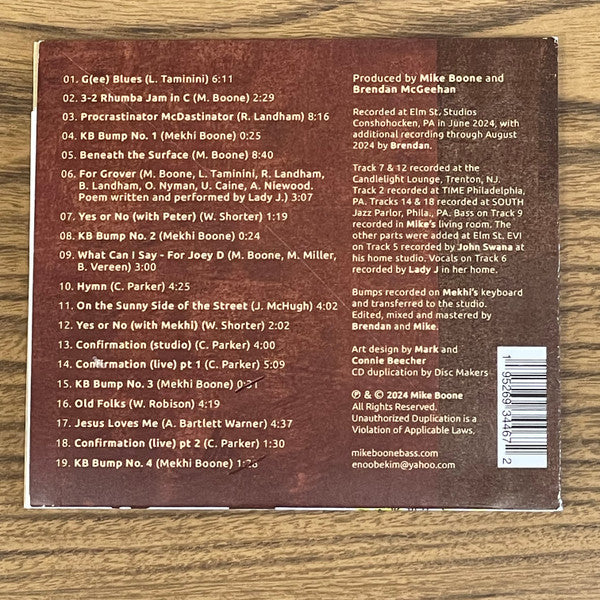 01. G(ee) Blues (L. Taminini) 6:11
02. 3-2 Rhumba Jam in C (M. Boone) 2:29
03. Procrastinator McDastinator (R. Landham) 8:16
04. KB Bump No. 1 (Mekhi Boone) 0:25
05. Beneath the Surface (M. Boone) 8:40
06. For Grover (M. Boone, L. Taminini, R. Landham,
B. Landham, O. Nyman, U. Caine, A. Niewood.
Poem written and performed by Lady J.) 3:07
07. Yes or No (with Peter) (W. Shorter) 1:19
08. KB Bump No. 2 (Mekhi Boone) 0:24
09. What Can I Say - For Joey D (M. Boone, M. Miller,
B. Vereen) 3:00
10. Hymn (C. Parker) 4:25
11. On the Sunny Side of the Street (J. McHugh) 4:02
12. Yes or No (with Mekhi) (W. Shorter) 2:02
13. Confirmation (studio) (C. Parker) 4:00
14. Confirmation (live) pt 1 (C. Parker) 5:09
15. KB Bump No. 3 (Mekhi Boone)
16. Old Folks (W. Robison) 4:19
17. Jesus Loves Me (A. Bartlett Warner) 4:37
18. Confirmation (live) pt 2 (C. Parker) 1:30
19. KB Bump No. 4 (Mekhi Boone)
Produced by Mike Boone and
Brendan McGeehan
Recorded at Elm St. Studios
Conshohocken, PA in June 2024, with
additional recording through August
2024 by Brendan.
Track 7 & 12 recorded at the
Candlelight Lounge, Trenton, NJ.
Track 2 recorded at TIME Philadelphia,
PA. Tracks 14 & 18 recorded at SOUTH
Jazz Parlor, Phila., PA. Bass on Track 9
recorded in Mike's living room. The
other parts were added at Elm St. EVI
on Track 5 recorded by John Swana at
his home studio. Vocals on Track 6
recorded by Lady J in her home.
Bumps recorded on Mekhi's keyboard
and transferred to the studio.
Edited, mixed and mastered by
Brendan and Mike.
Art design by Mark and
Connie Beecher
CD duplication by Disc Makers
℗ & © 2024 Mike Boone
All Rights Reserved.
Unauthorized Duplication is a
Violation of Applicable Laws.
mikeboonebass.com
enoobekim@yahoo.com
1 95269 34467 2